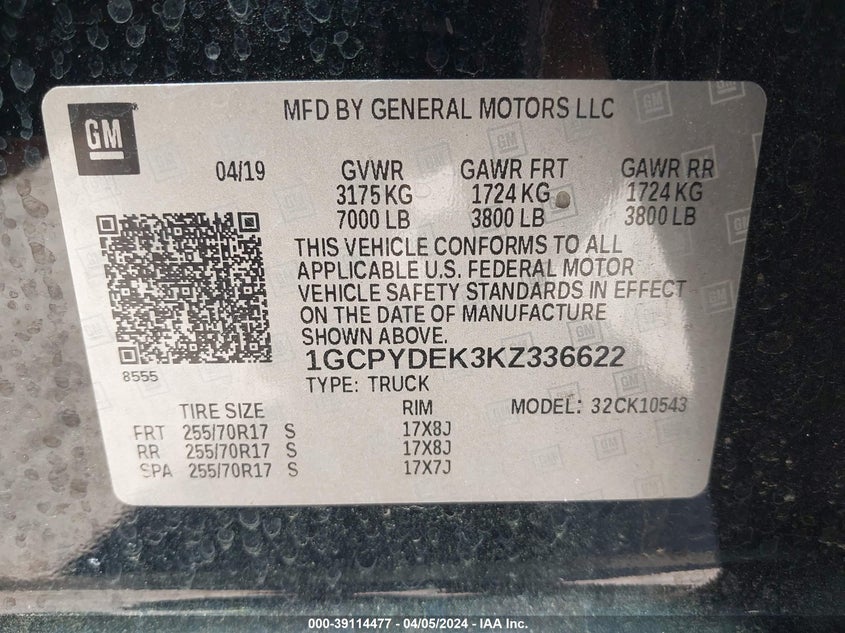 GM
MFD BY GENERAL MOTORS LLC
04/19 GVWR GAWR FRT GAWR RR
3175 KG 1724 KG 1724 KG
7000 LB 3800 LB 3800 LB
THIS VEHICLE CONFORMS TO ALL
APPLICABLE U.S. FEDERAL MOTOR
VEHICLE SAFETY STANDARDS IN EFFECT
ON THE DATE OF MANUFACTURE
SHOWN ABOVE.
8555
1GCPYDEK3KZ336622
TYPE: TRUCK
TIRE SIZE RIM MODEL: 32CK10543
FRT 255/70R17 S 17X8J
RR 255/70R17 S 17X8J
SPA 255/70R17 S 17X7J
000-39114477 - 04/05/2024 - IAA Inc.